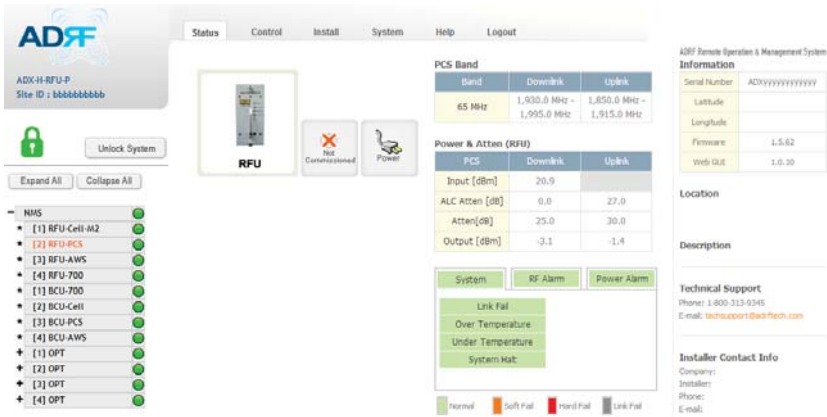 ADRF
ADX-H-RFU-P
Site ID : bbbbbbbbbb
Unlock System
Expand All Collapse All
NMS
[1] RFU-Cell-M2
[2] RFU-PCS
[3] RFU-AWS
[4] RFU-700
[1] BCU-700
[2] BCU-Cell
[3] BCU-PCS
[4] BCU-AWS
[1] OPT
[2] OPT
[3] OPT
[4] OPT
Status Control Install System Help Logout
RFU
Not
Commissioned
Power
PCS Band
Band Downlink Uplink
65 MHz 1,930.0 MHz - 1,995.0 MHz 1,850.0 MHz - 1,915.0 MHz
Power & Atten (RFU)
PCS Downlink Uplink
Input [dBm] 20.9
ALC Atten [dB] 0.0 27.0
Atten[dB] 25.0 30.0
Output [dBm] -3.1 -1.4
System RF Alarm Power Alarm
Link Fail
Over Temperature
Under Temperature
System Halt
Normal Soft Fail Hard Fail Link Fail
ADRF Remote Operation & Management System
Information
Serial Number ADXyyyyyyyyyyyy
Latitude
Longitude
Firmware 1.5.62
Web GUI 1.0.30
Location
Description
Technical Support
Phone: 1-800-313-9345
E-mail: techsupport@adrftech.com
Installer Contact Info
Company:
Installer:
Phone:
E-mail: